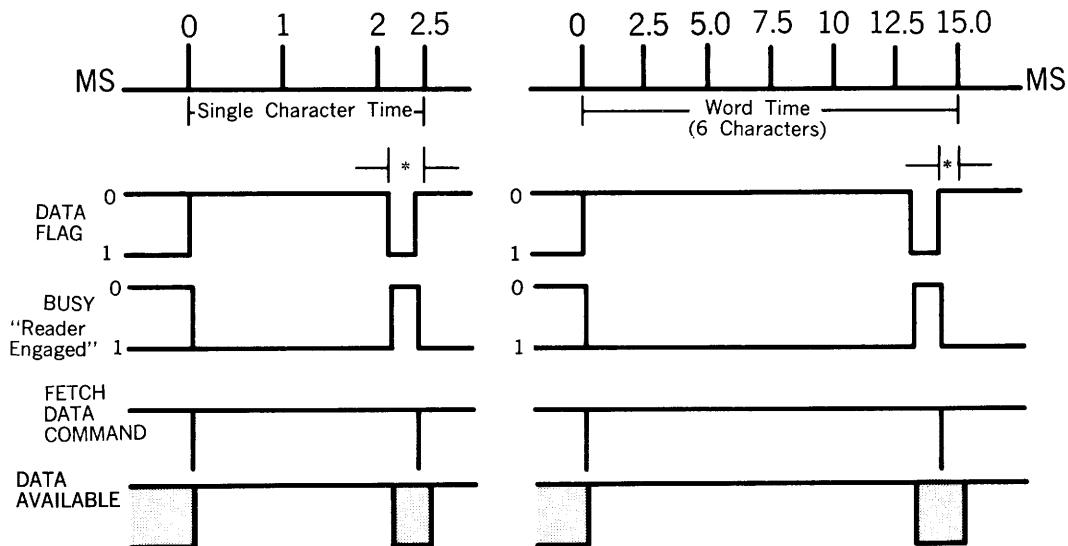 0 1 2 2.5
0 2.5 5.0 7.5 10 12.5 15.0
MS
MS
Single Character Time
Word Time
(6 Characters)
*
*
DATA
FLAG
0
1
0
1
BUSY
"Reader
Engaged"
0
1
0
1
FETCH
DATA
COMMAND
DATA
AVAILABLE